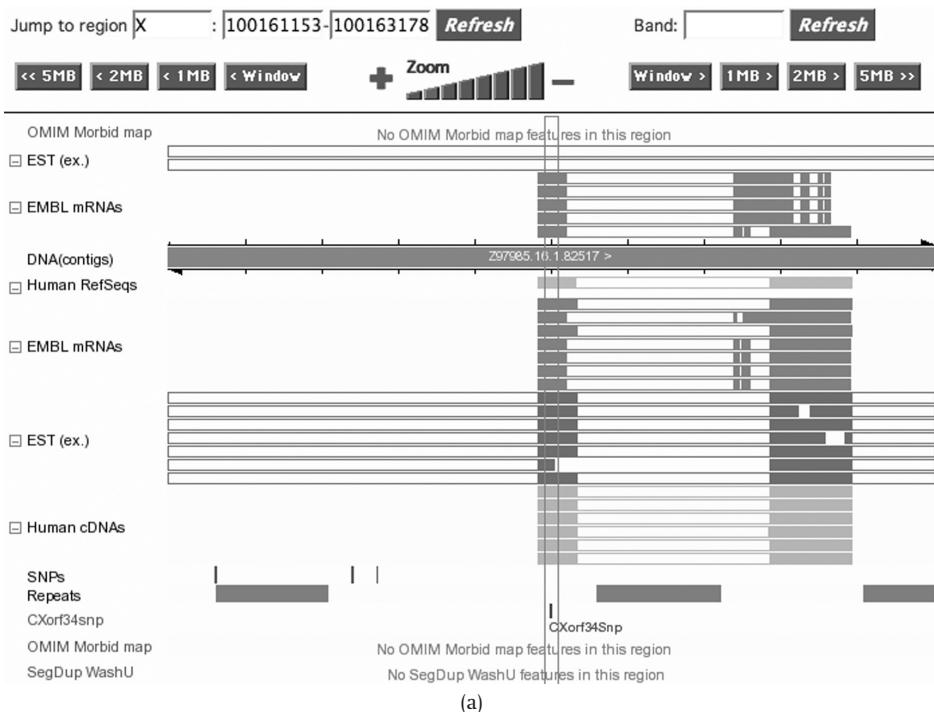 Jump to region X : 100161153-100163178 Refresh Band: Refresh
<< 5MB < 2MB < 1MB < Window Zoom Window > 1MB > 2MB > 5MB >>
OMIM Morbid map No OMIM Morbid map features in this region
EST (ex.)
EMBL mRNAs
DNA(contigs) Z97985.16.1.82517 >
Human RefSeqs
EMBL mRNAs
EST (ex.)
Human cDNAs
SNPs
Repeats
CXorf34snp
CXorf34Snp
OMIM Morbid map No OMIM Morbid map features in this region
SegDup WashU No SegDup WashU features in this region
(a)